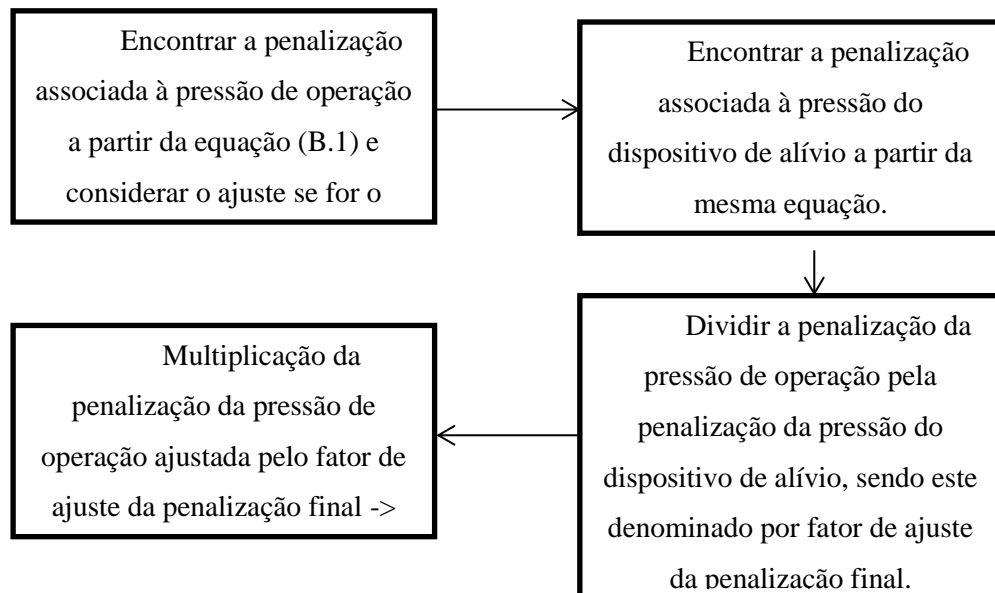 Encontrar a penalização
associada à pressão de operação
a partir da equação (B.1) e
considerar o ajuste se for o
Encontrar a penalização
associada à pressão do
dispositivo de alívio a partir da
mesma equação.
Dividir a penalização da
pressão de operação pela
penalização da pressão do
dispositivo de alívio, sendo este
denominado por fator de ajuste
da penalização final.
Multiplicação da
penalização da pressão de
operação ajustada pelo fator de
ajuste da penalização final ->